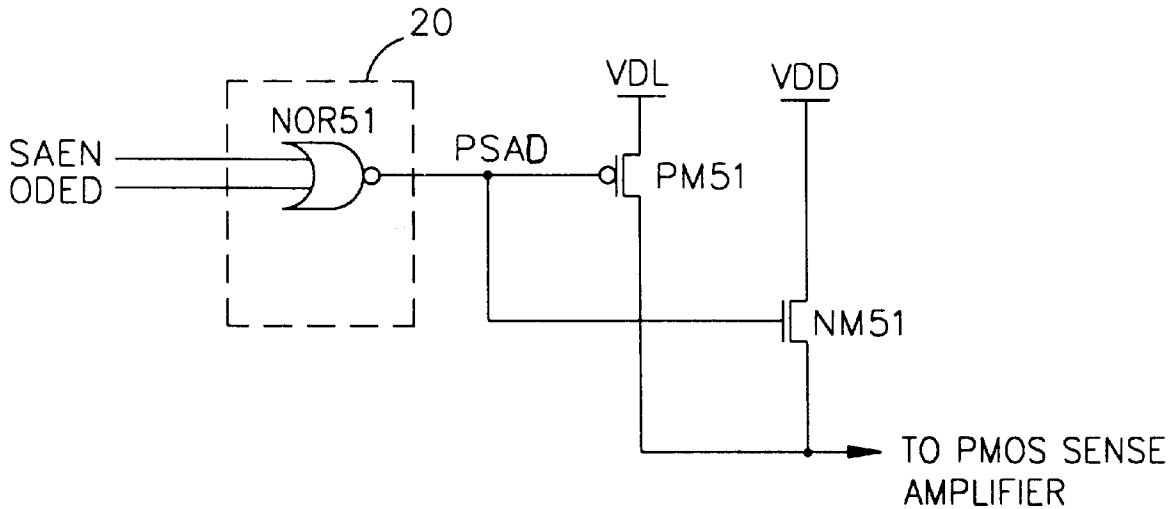 20
VDL
VDD
NOR51
SAEN
ODED
PSAD
PM51
NM51
TO PMOS SENSE
AMPLIFIER